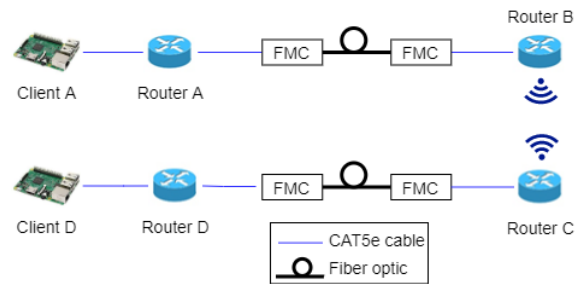 Router B
FMC
FMC
Client A
Router A
FMC
FMC
Client D
Router D
Router C
CAT5e cable
Fiber optic